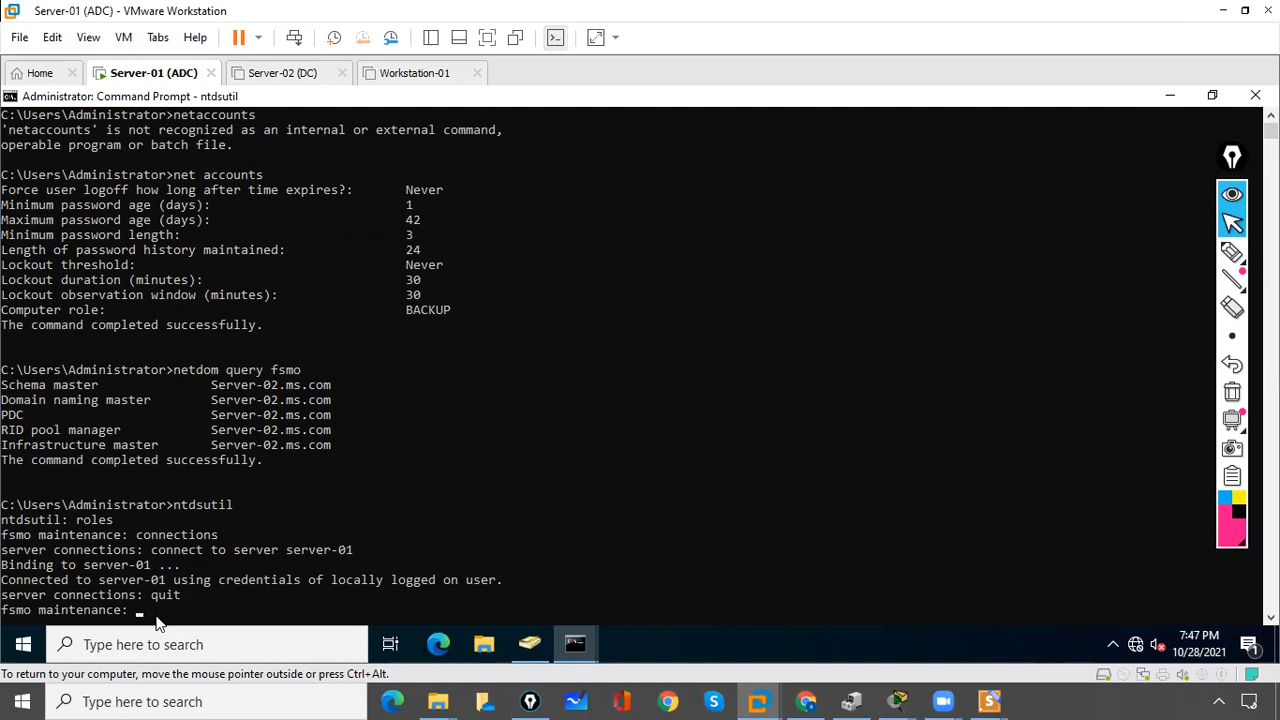 Server-01 (ADC) - VMware Workstation
File Edit View VM Tabs Help
Home Server-01 (ADC) Server-02 (DC) Workstation-01
Administrator: Command Prompt - ntdsutil
C:\Users\Administrator>netaccounts
'netaccounts' is not recognized as an internal or external command,
operable program or batch file.
C:\Users\Administrator>net accounts
Force user logoff how long after time expires?: Never
Minimum password age (days): 1
Maximum password age (days): 42
Minimum password length: 3
Length of password history maintained: 24
Lockout threshold: Never
Lockout duration (minutes): 30
Lockout observation window (minutes): 30
Computer role: BACKUP
The command completed successfully.
C:\Users\Administrator>netdom query fsmo
Schema master Server-02.ms.com
Domain naming master Server-02.ms.com
PDC Server-02.ms.com
RID pool manager Server-02.ms.com
Infrastructure master Server-02.ms.com
The command completed successfully.
C:\Users\Administrator>ntdsutil
ntdsutil: roles
fsmo maintenance: connections
server connections: connect to server server-01
Binding to server-01 ...
Connected to server-01 using credentials of locally logged on user.
server connections: quit
fsmo maintenance:
Type here to search
7:47 PM
10/28/2021
1
To return to your computer, move the mouse pointer outside or press Ctrl+Alt.
Type here to search